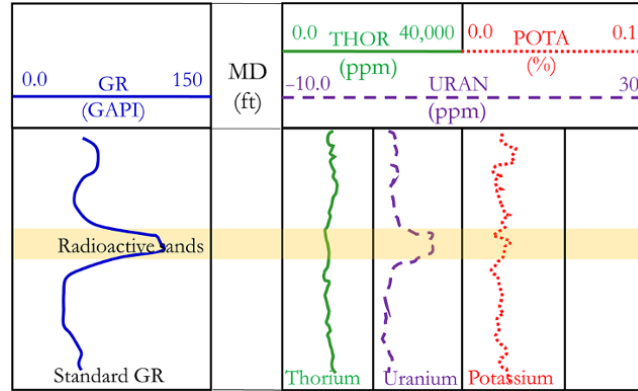 0.0 150
GR
(GAPI)
MD
(ft)
0.0 40,000
THOR
(ppm)
0.0 0.1
POTA
(%)
–10.0 30
URAN
(ppm)
Radioactive sands
Standard GR
Thorium
Uranium
Potassium